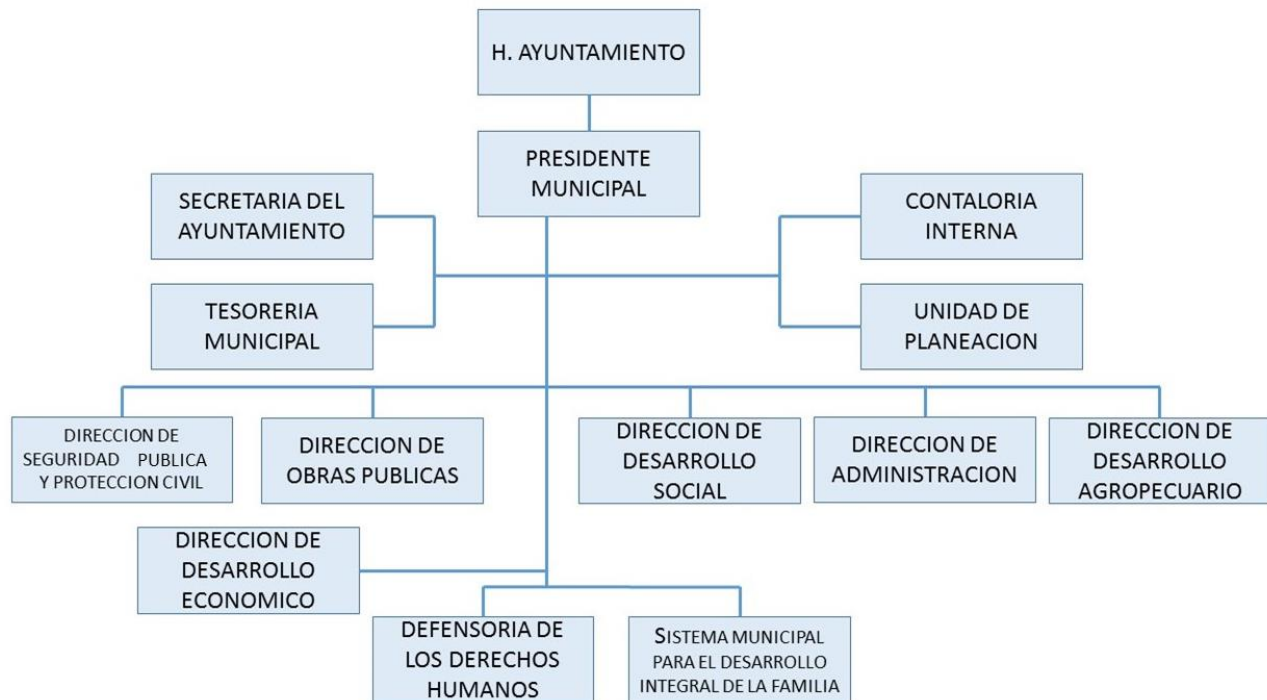 H. AYUNTAMIENTO
PRESIDENTE
MUNICIPAL
SECRETARIA DEL
AYUNTAMIENTO
CONTALORIA
INTERNA
TESORERIA
MUNICIPAL
UNIDAD DE
PLANEACION
DIRECCION DE
SEGURIDAD PUBLICA
Y PROTECCION CIVIL
DIRECCION DE
OBRAS PUBLICAS
DIRECCION DE
DESARROLLO
SOCIAL
DIRECCION DE
ADMINISTRACION
DIRECCION DE
DESARROLLO
AGROPECUARIO
DIRECCION DE
DESARROLLO
ECONOMICO
DEFENSORIA DE
LOS DERECHOS
HUMANOS
SISTEMA MUNICIPAL
PARA EL DESARROLLO
INTEGRAL DE LA FAMILIA